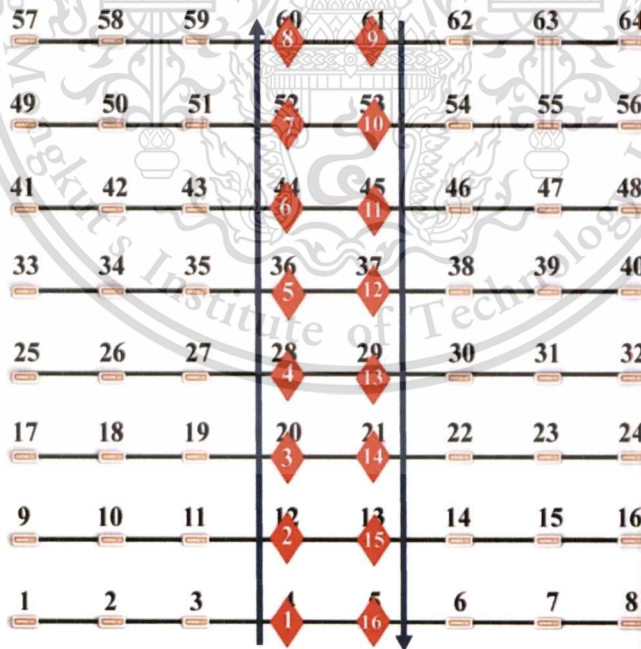 57 58 59 60 61 62 63 64
8 9
49 50 51 52 53 54 55 56
7 10
41 42 43 44 45 46 47 48
6 11
33 34 35 36 37 38 39 40
5 12
25 26 27 28 29 30 31 32
4 13
17 18 19 20 21 22 23 24
3 14
9 10 11 12 13 14 15 16
2 15
1 2 3 4 5 6 7 8
1 16
Mongkut's Institute of Technology